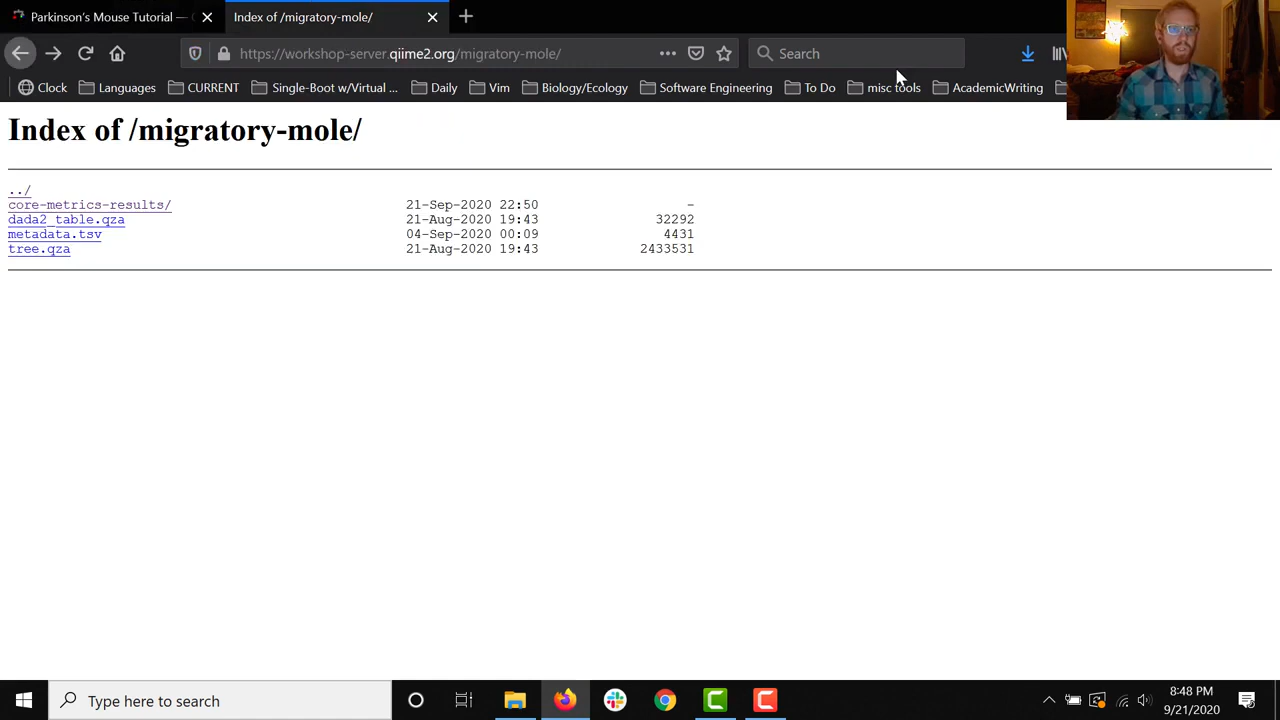 Parkinson's Mouse Tutorial —
Index of /migratory-mole/
https://workshop-server.qiime2.org/migratory-mole/
Search
Clock
Languages
CURRENT
Single-Boot w/Virtu...
Daily
Vim
Biology/Ecology
Software Engineering
To Do
misc tools
AcademicWriting
Index of /migratory-mole/
../
core-metrics-results/ 21-Sep-2020 22:50 -
dada2_table.qza 21-Aug-2020 19:43 32292
metadata.tsv 04-Sep-2020 00:09 4431
tree.qza 21-Aug-2020 19:43 2433531
Type here to search
8:48 PM
9/21/2020